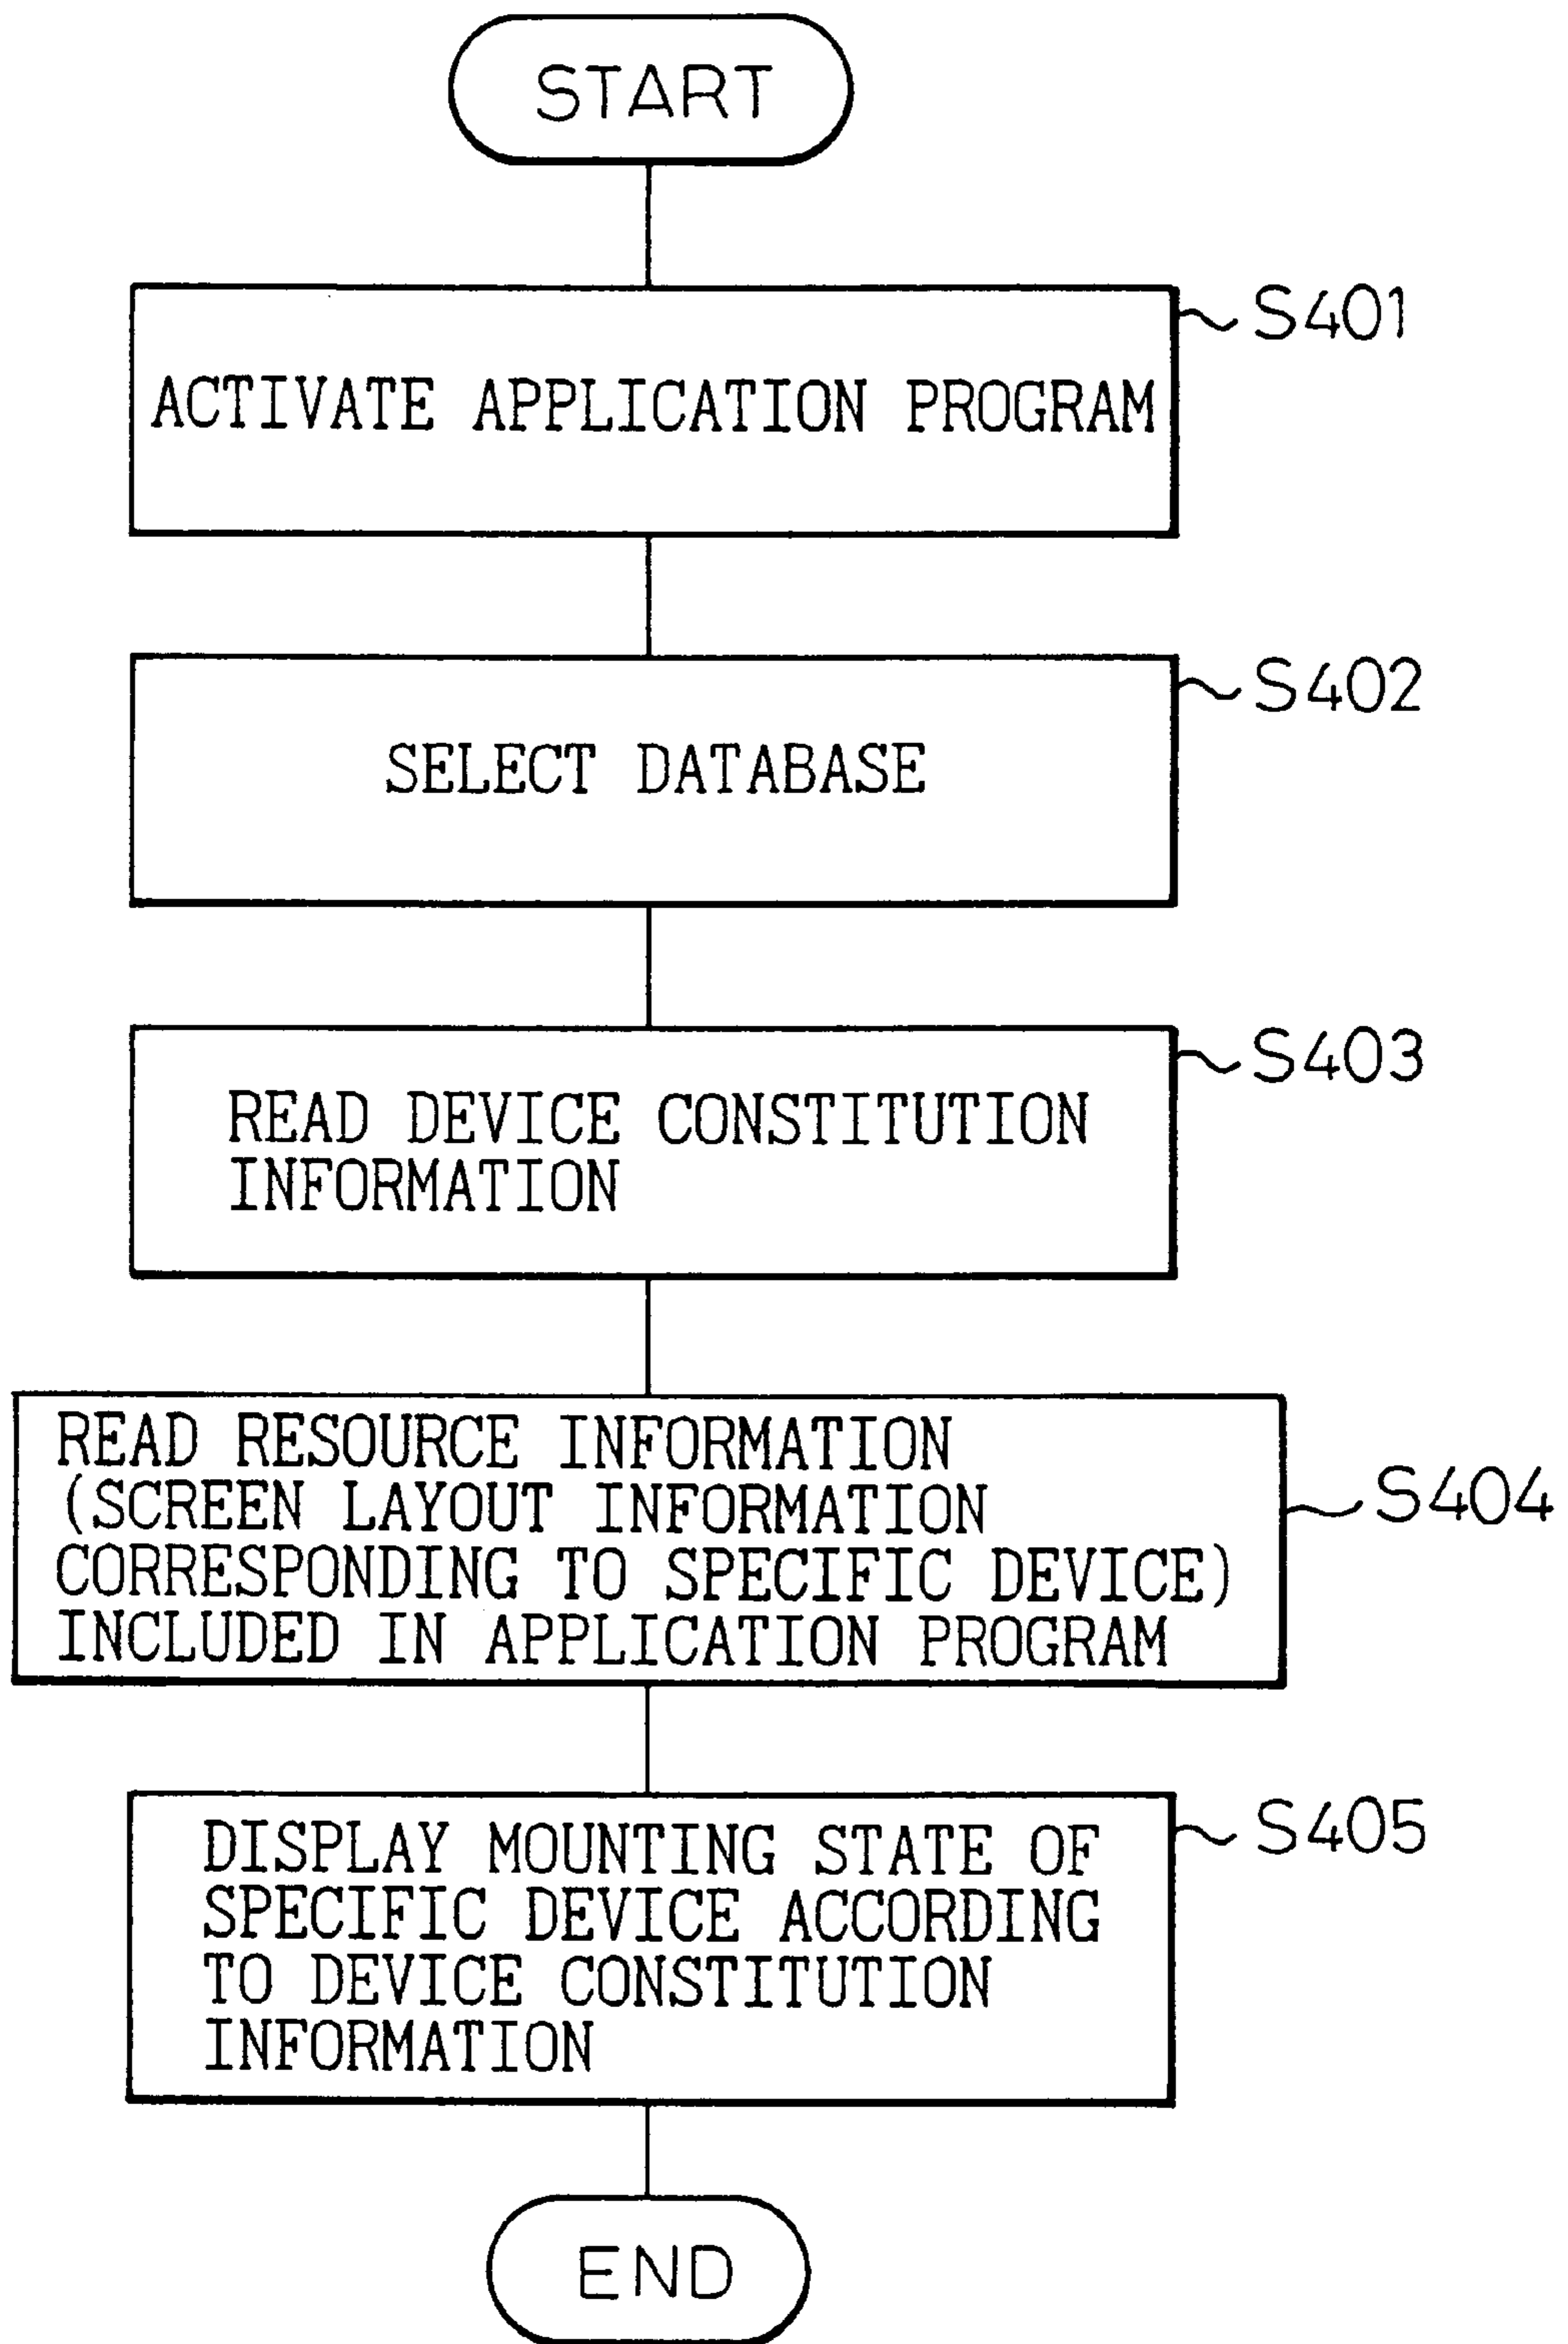 START
S401
ACTIVATE APPLICATION PROGRAM
S402
SELECT DATABASE
S403
READ DEVICE CONSTITUTION
INFORMATION
READ RESOURCE INFORMATION
(SCREEN LAYOUT INFORMATION
S404
CORRESPONDING TO SPECIFIC DEVICE)
INCLUDED IN APPLICATION PROGRAM
S405
DISPLAY MOUNTING STATE OF
SPECIFIC DEVICE ACCORDING
TO DEVICE CONSTITUTION
INFORMATION
END